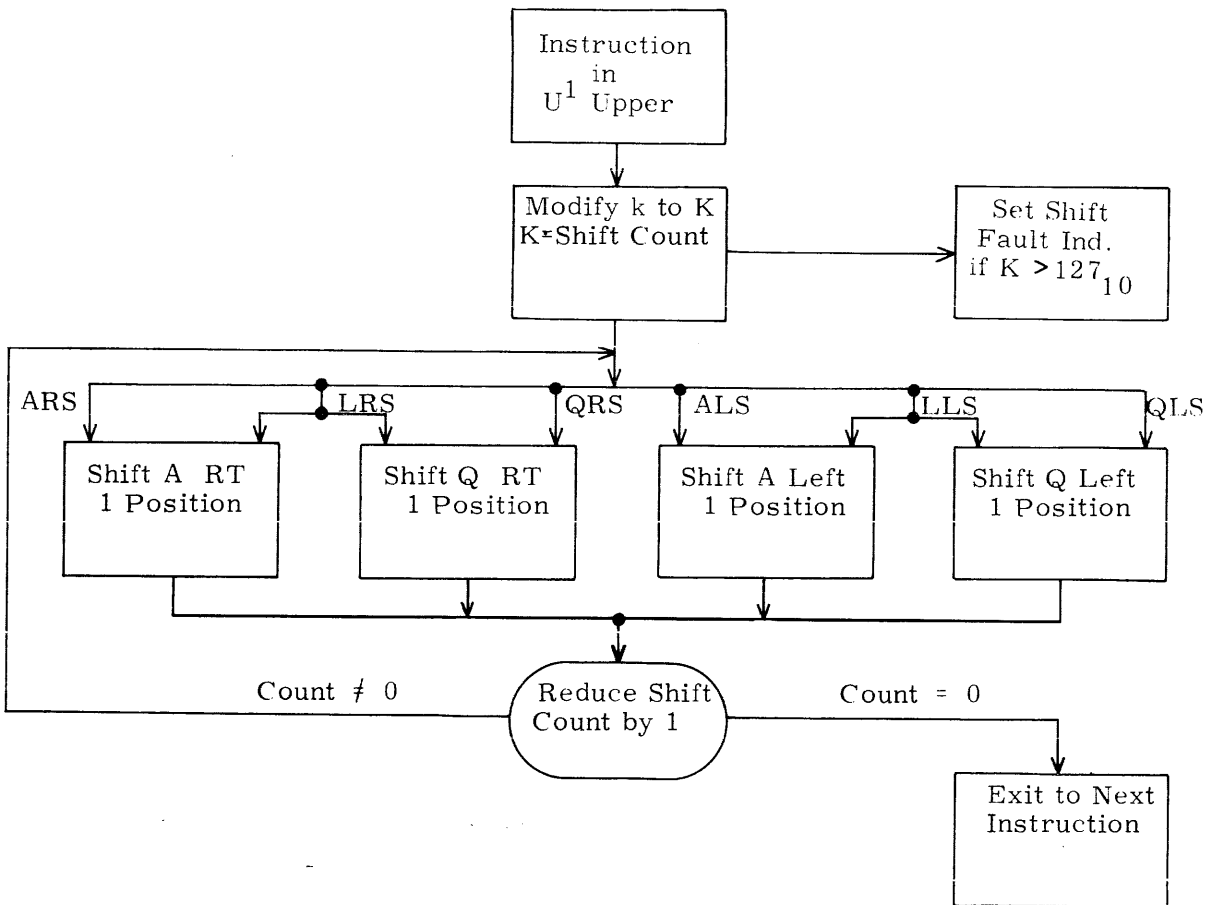 Instruction
in
U¹ Upper
Modify k to K
K=Shift Count
Set Shift
Fault Ind.
if K >127₁₀
ARS
LRS
QRS
ALS
LLS
QLS
Shift A RT
1 Position
Shift Q RT
1 Position
Shift A Left
1 Position
Shift Q Left
1 Position
Count ≠ 0
Reduce Shift
Count by 1
Count = 0
Exit to Next
Instruction